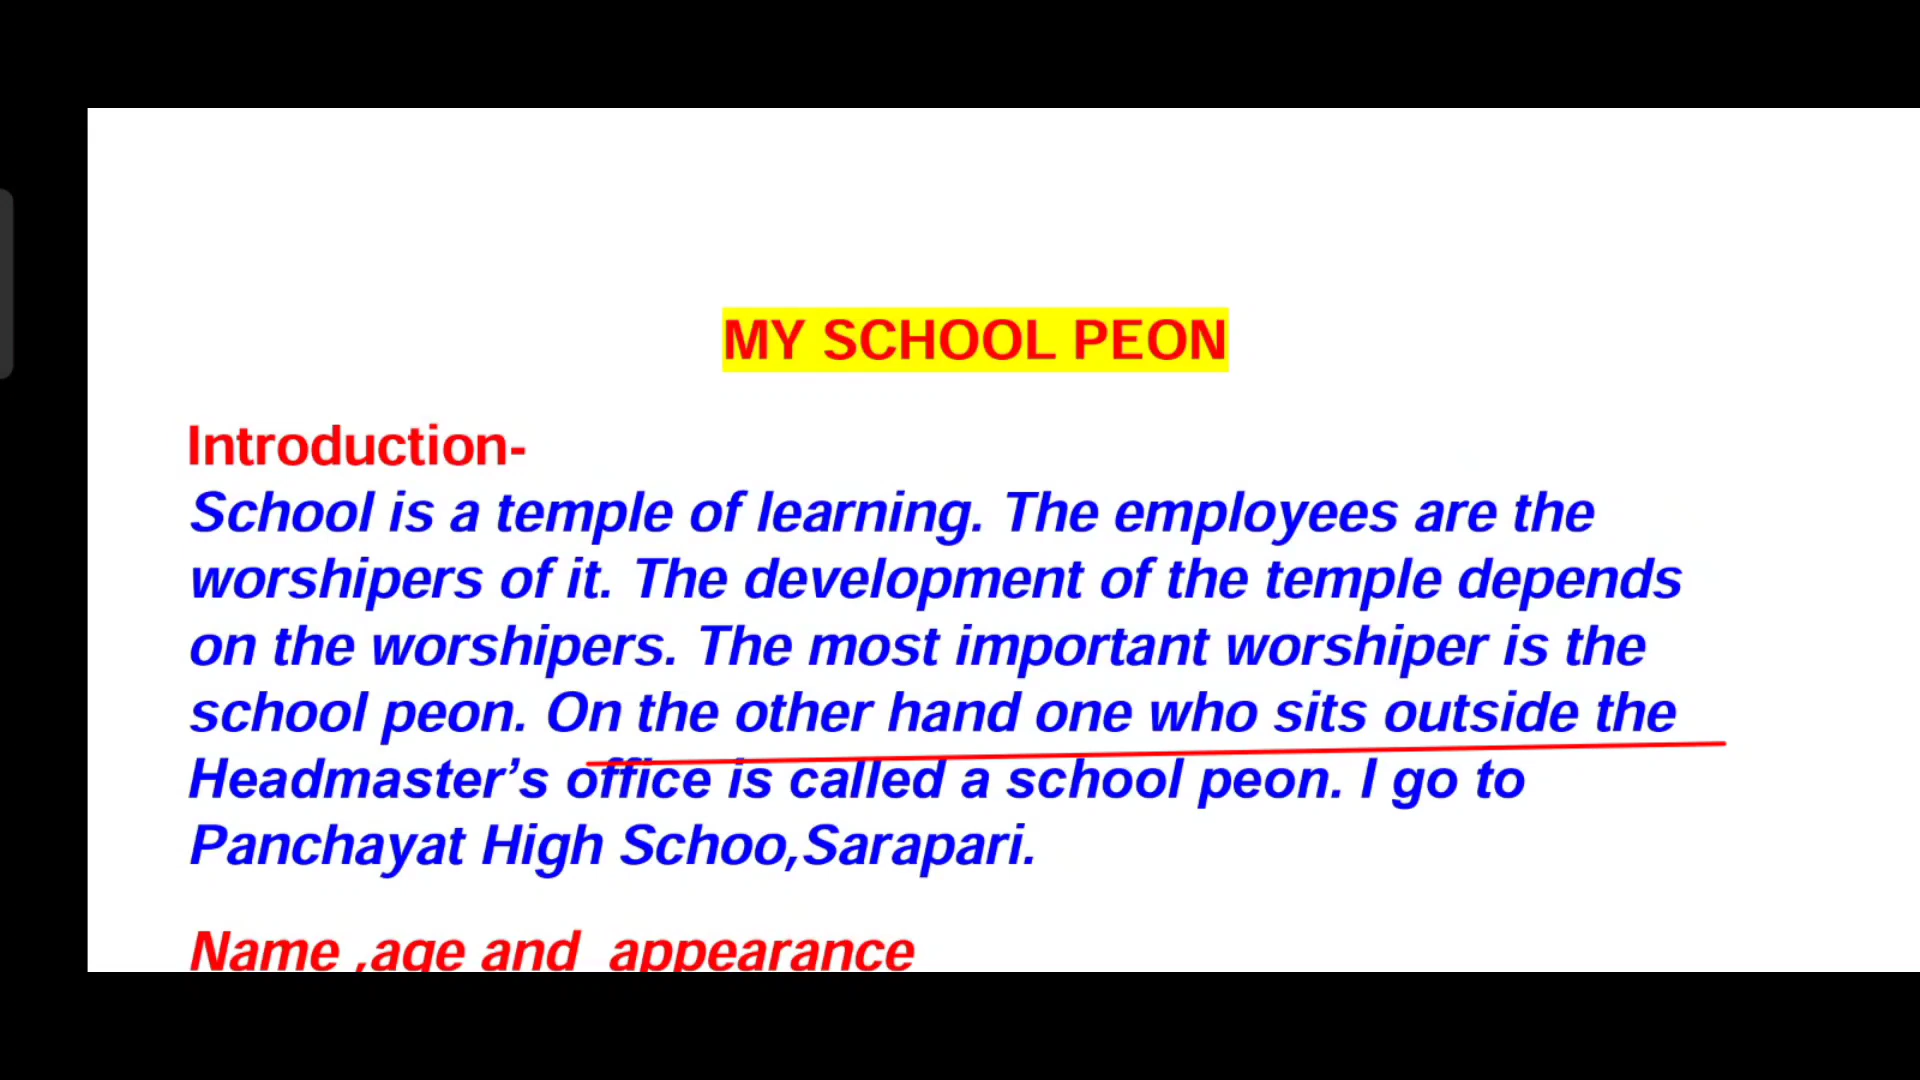 MY SCHOOL PEON
Introduction-
School is a temple of learning. The employees are the
worshipers of it. The development of the temple depends
on the worshipers. The most important worshiper is the
school peon. On the other hand one who sits outside the
Headmaster’s office is called a school peon. I go to
Panchayat High Schoo,Sarapari.
Name ,age and  appearance